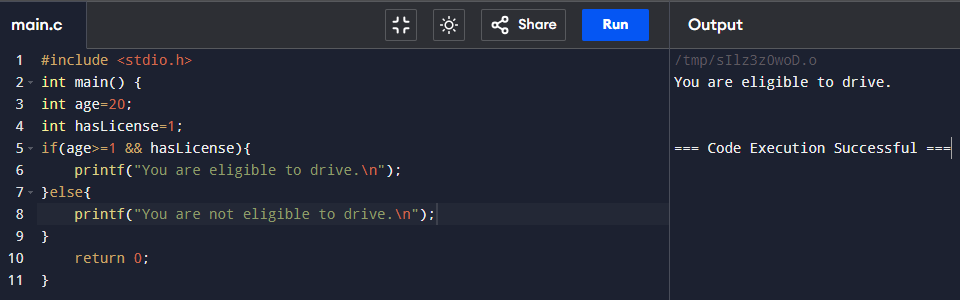 main.c Share Run Output
1 #include <stdio.h>
2 int main() {
3 int age=20;
4 int hasLicense=1;
5 if(age>=1 && hasLicense){
6     printf("You are eligible to drive.\n");
7 }else{
8     printf("You are not eligible to drive.\n");
9 }
10     return 0;
11 }
/tmp/sIlz3zOwoD.o
You are eligible to drive.
=== Code Execution Successful ===